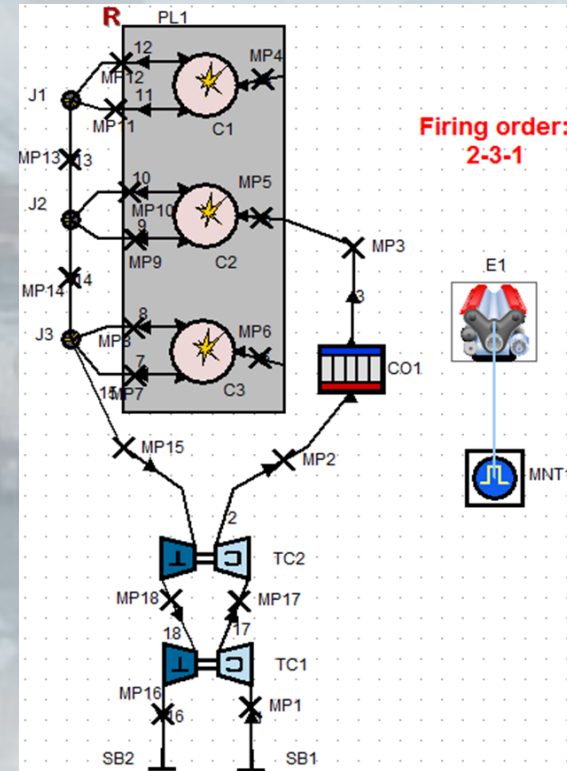 R
PL1
12
MP12
MP4
J1
11
MP11
C1
Firing order:
2-3-1
MP13
13
10
MP5
J2
MP10
9
MP9
C2
MP3
E1
MP14
14
3
8
MP6
J3
MP8
7
CO1
C3
15
MP7
MP15
MP2
MNT1
2
T
C
TC2
MP18
MP17
18
17
T
C
TC1
MP16
16
MP1
SB2
SB1